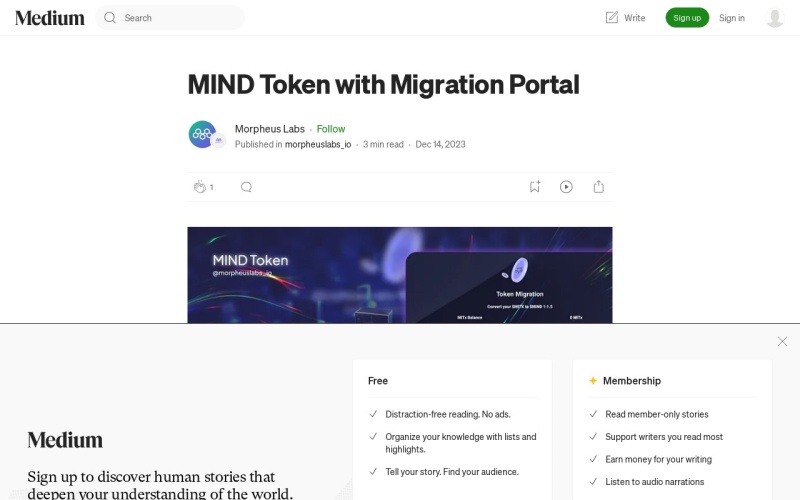 Medium
Search
Write
Sign up
Sign in
MIND Token with Migration Portal
Morpheus Labs · Follow
Published in morpheuslabs_io · 3 min read · Dec 14, 2023
1
MIND Token
@morpheuslabs_io
Token Migration
Convert your $MITX to $MIND 1:1.5
MITx Balance
0 MITx
Free
Distraction-free reading. No ads.
Organize your knowledge with lists and
highlights.
Tell your story. Find your audience.
Membership
Read member-only stories
Support writers you read most
Earn money for your writing
Listen to audio narrations
Medium
Sign up to discover human stories that
deepen your understanding of the world.